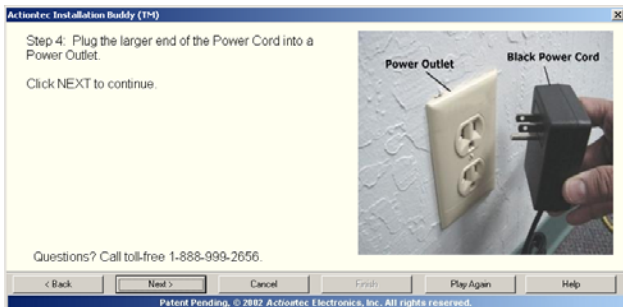 Actiontec Installation Buddy (TM)
Step 4: Plug the larger end of the Power Cord into a
Power Outlet.
Click NEXT to continue.
Power Outlet
Black Power Cord
Questions? Call toll-free 1-888-999-2656.
< Back
Next >
Cancel
Finish
Play Again
Help
Patent Pending, © 2002 Actiontec Electronics, Inc. All rights reserved.